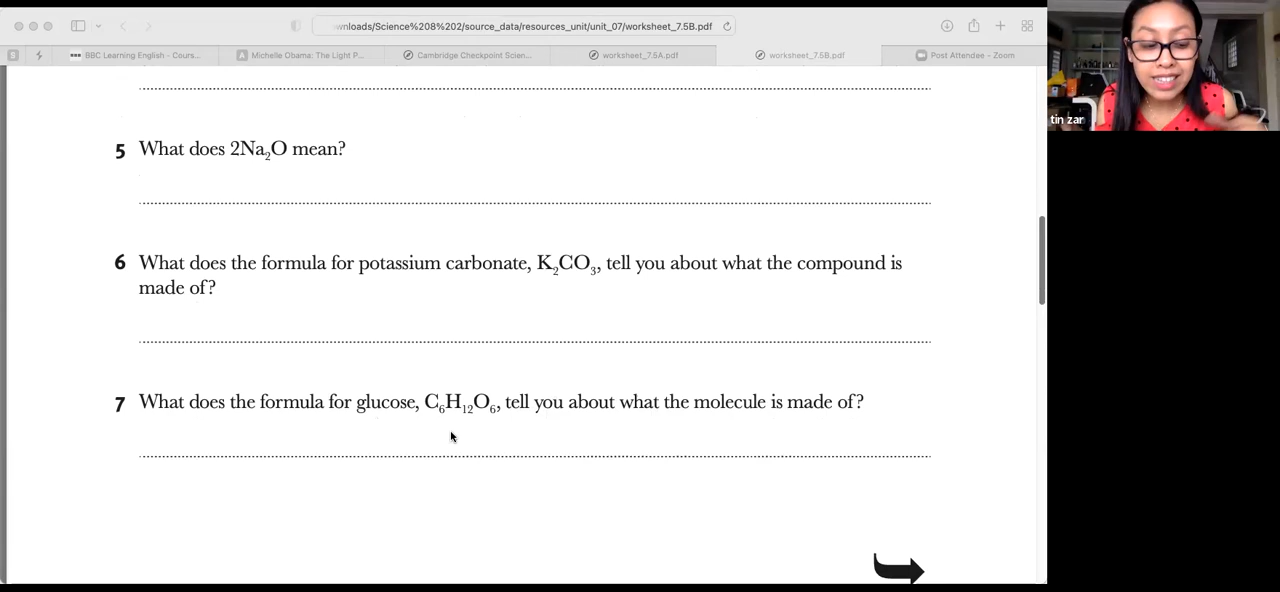 wnloads/Science%208%202/source_data/resources_unit/unit_07/worksheet_7.5B.pdf
S
BBC Learning English - Cours...
A Michelle Obama: The Light P...
Cambridge Checkpoint Scien...
worksheet_7.5A.pdf
worksheet_7.5B.pdf
Post Attendee - Zoom
tin zar
5 What does 2Na₂O mean?
6 What does the formula for potassium carbonate, K₂CO₃, tell you about what the compound is
made of?
7 What does the formula for glucose, C₆H₁₂O₆, tell you about what the molecule is made of?